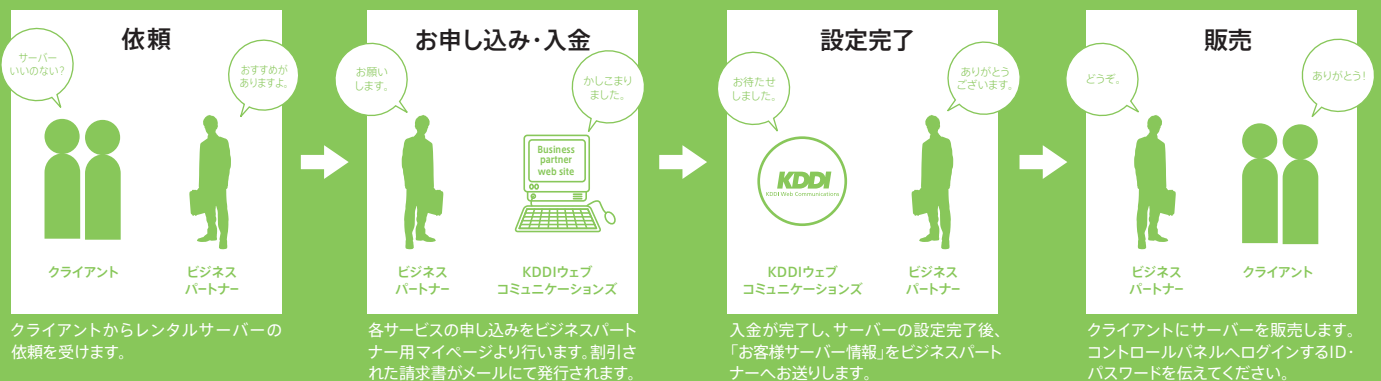 依頼
サーバー
いいのない?
おすすめが
ありますよ。
クライアント
ビジネス
パートナー
クライアントからレンタルサーバーの
依頼を受けます。
お申し込み・入金
お願い
します。
かしこまり
ました。
Business
partner
web site
ビジネス
パートナー
KDDIウェブ
コミュニケーションズ
各サービスの申し込みをビジネスパート
ナー用マイページより行います。割引さ
れた請求書がメールにて発行されます。
設定完了
お待たせ
しました。
ありがとう
ございます。
KDDI
KDDI Web Communications
KDDIウェブ
コミュニケーションズ
ビジネス
パートナー
入金が完了し、サーバーの設定完了後、
「お客様サーバー情報」をビジネスパート
ナーへお送りします。
販売
どうぞ。
ありがとう!
ビジネス
パートナー
クライアント
クライアントにサーバーを販売します。
コントロールパネルへログインするID・
パスワードを伝えてください。